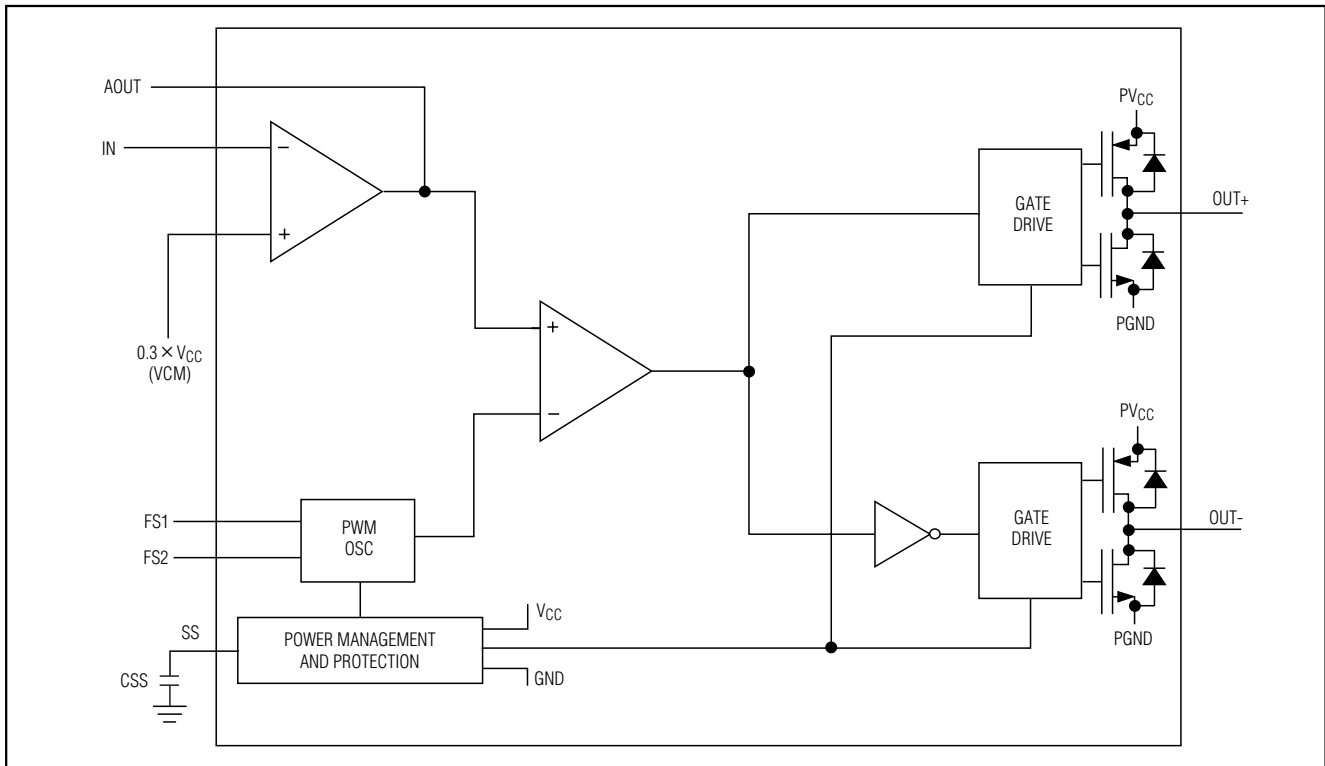 AOUT
IN
−
+
0.3 × VCC
(VCM)
+
−
FS1
FS2
PWM
OSC
SS
CSS
POWER MANAGEMENT
AND PROTECTION
VCC
GND
GATE
DRIVE
PVCC
OUT+
PGND
GATE
DRIVE
PVCC
OUT-
PGND